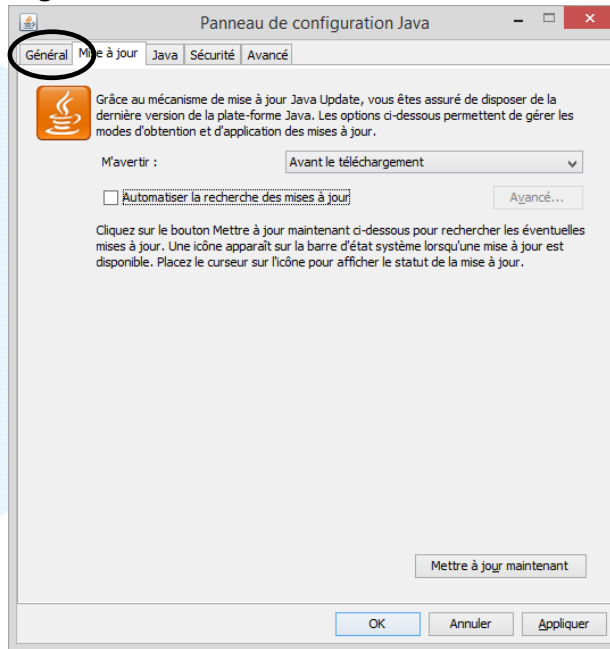 Panneau de configuration Java
Général Mise à jour Java Sécurité Avancé
Grâce au mécanisme de mise à jour Java Update, vous êtes assuré de disposer de la
dernière version de la plate-forme Java. Les options ci-dessous permettent de gérer les
modes d'obtention et d'application des mises à jour.
M'avertir : Avant le téléchargement
Automatiser la recherche des mises à jour Avancé...
Cliquez sur le bouton Mettre à jour maintenant ci-dessous pour rechercher les éventuelles
mises à jour. Une icône apparaît sur la barre d'état système lorsqu'une mise à jour est
disponible. Placez le curseur sur l'icône pour afficher le statut de la mise à jour.
Mettre à jour maintenant
OK Annuler Appliquer